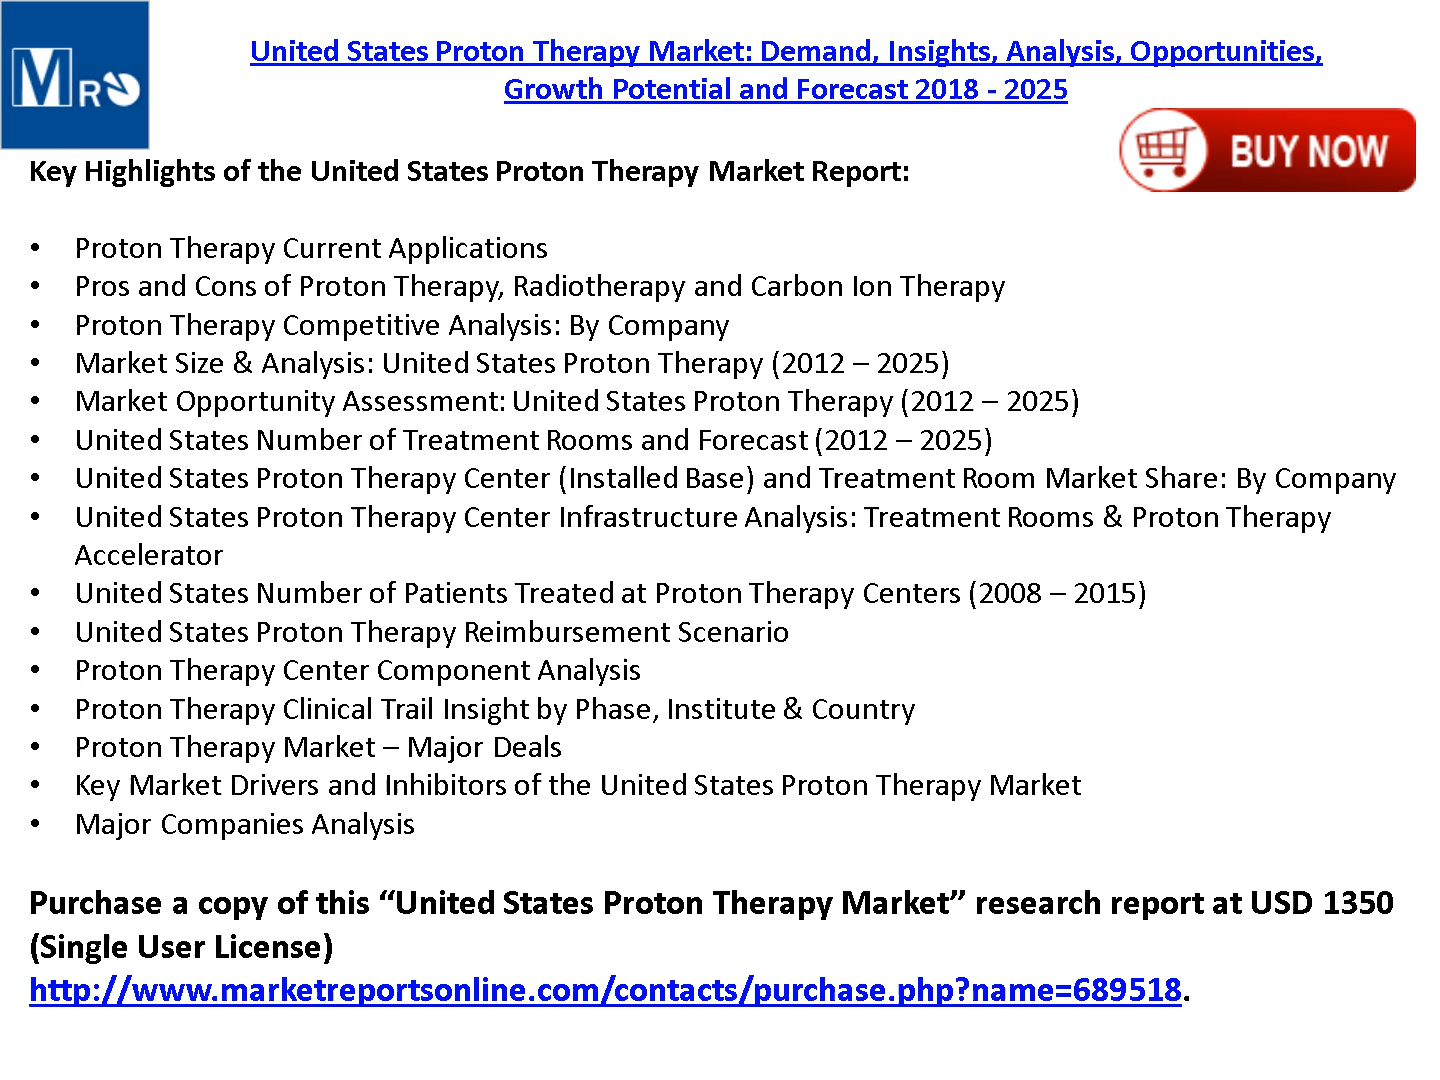 MRO
United States Proton Therapy Market: Demand, Insights, Analysis, Opportunities,
Growth Potential and Forecast 2018 - 2025
BUY NOW
Key Highlights of the United States Proton Therapy Market Report:
• Proton Therapy Current Applications
• Pros and Cons of Proton Therapy, Radiotherapy and Carbon Ion Therapy
• Proton Therapy Competitive Analysis: By Company
• Market Size & Analysis: United States Proton Therapy (2012 – 2025)
• Market Opportunity Assessment: United States Proton Therapy (2012 – 2025)
• United States Number of Treatment Rooms and Forecast (2012 – 2025)
• United States Proton Therapy Center (Installed Base) and Treatment Room Market Share: By Company
• United States Proton Therapy Center Infrastructure Analysis: Treatment Rooms & Proton Therapy
Accelerator
• United States Number of Patients Treated at Proton Therapy Centers (2008 – 2015)
• United States Proton Therapy Reimbursement Scenario
• Proton Therapy Center Component Analysis
• Proton Therapy Clinical Trail Insight by Phase, Institute & Country
• Proton Therapy Market – Major Deals
• Key Market Drivers and Inhibitors of the United States Proton Therapy Market
• Major Companies Analysis
Purchase a copy of this “United States Proton Therapy Market” research report at USD 1350
(Single User License)
http://www.marketreportsonline.com/contacts/purchase.php?name=689518.